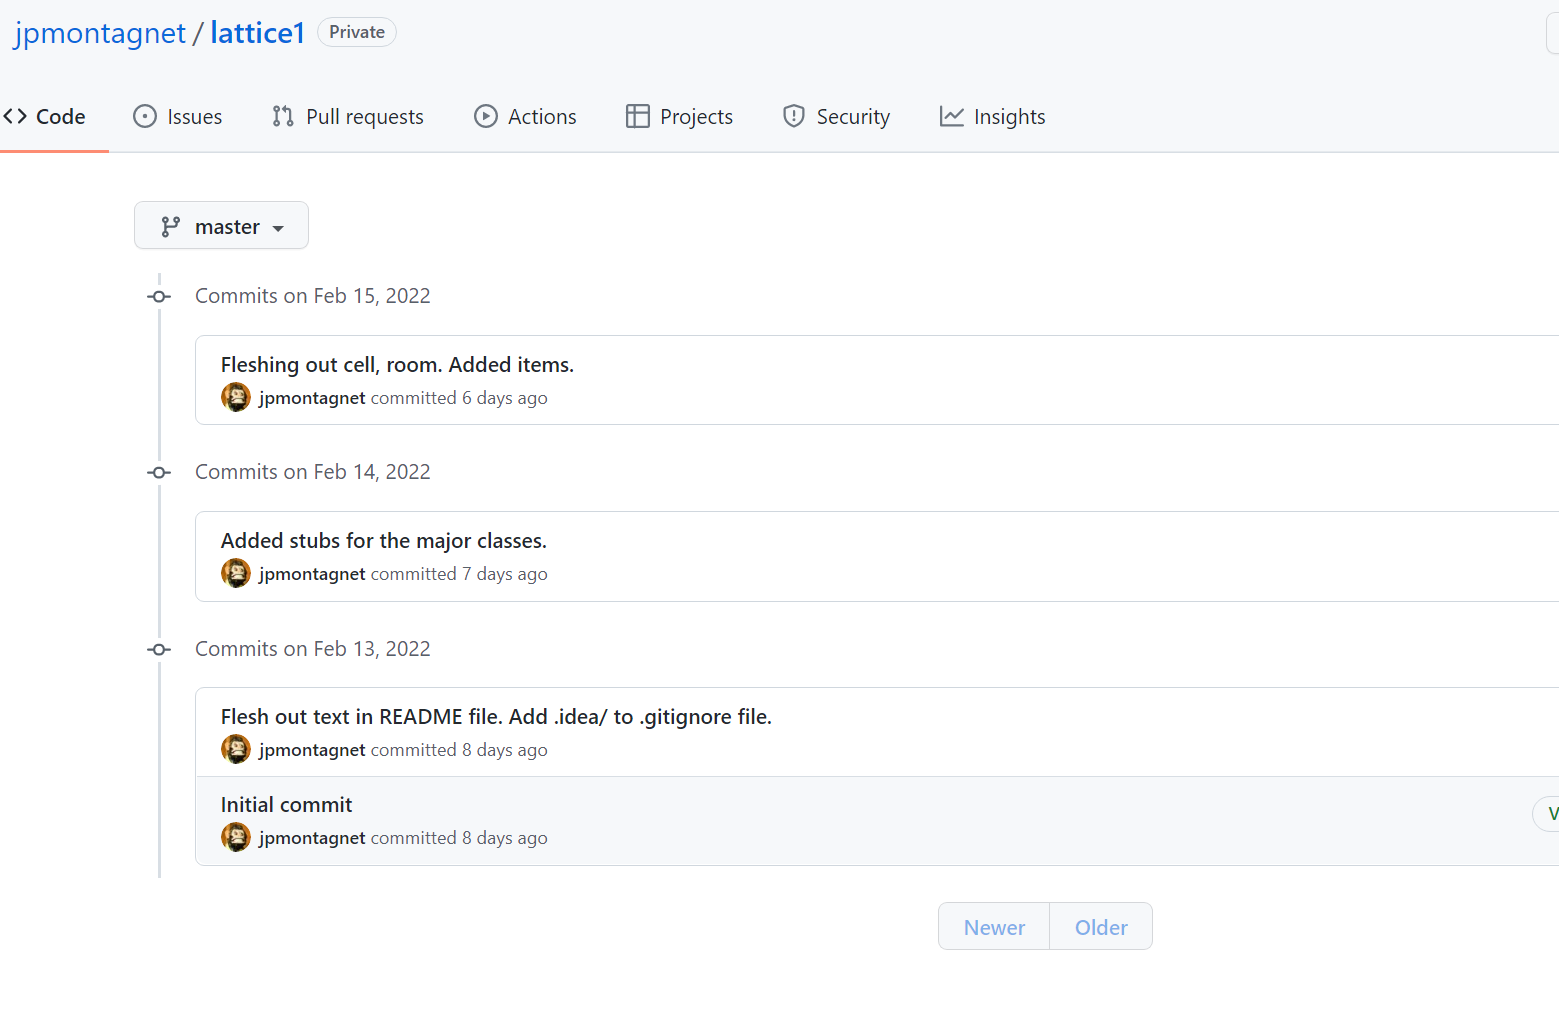 jpmontagnet / lattice1 Private
Code Issues Pull requests Actions Projects Security Insights
master
Commits on Feb 15, 2022
Fleshing out cell, room. Added items.
jpmontagnet committed 6 days ago
Commits on Feb 14, 2022
Added stubs for the major classes.
jpmontagnet committed 7 days ago
Commits on Feb 13, 2022
Flesh out text in README file. Add .idea/ to .gitignore file.
jpmontagnet committed 8 days ago
Initial commit
jpmontagnet committed 8 days ago
Newer Older